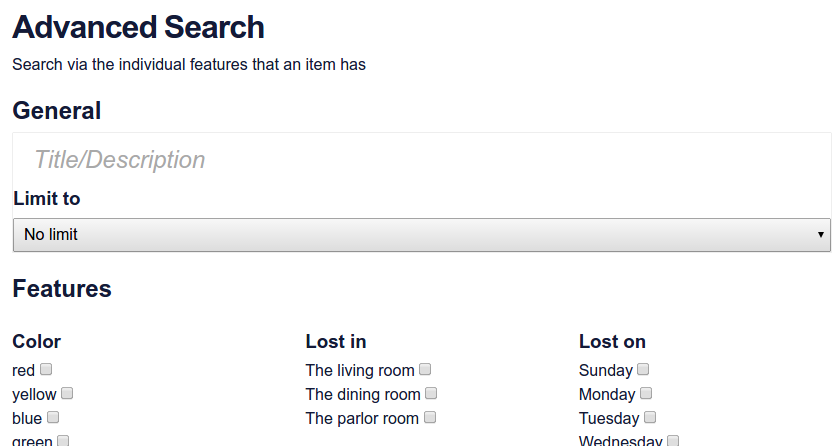 Advanced Search
Search via the individual features that an item has
General
Title/Description
Limit to
No limit
Features
Color
red
yellow
blue
green
Lost in
The living room
The dining room
The parlor room
Lost on
Sunday
Monday
Tuesday
Wednesday